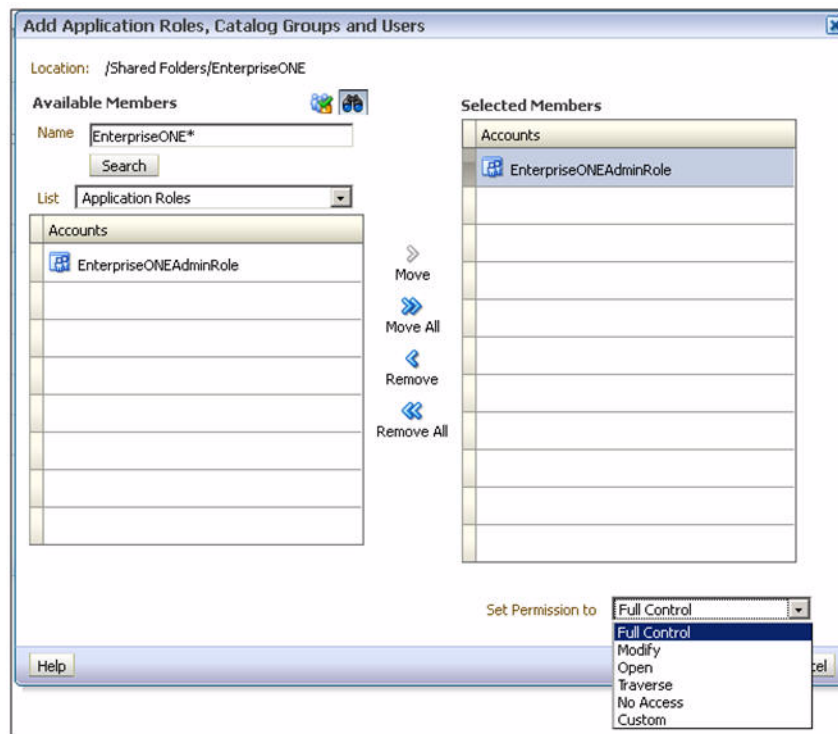 Add Application Roles, Catalog Groups and Users
Location: /Shared Folders/EnterpriseONE
Available Members
Name EnterpriseONE*
Search
List Application Roles
Accounts
EnterpriseONEAdminRole
Move
Move All
Remove
Remove All
Selected Members
Accounts
EnterpriseONEAdminRole
Set Permission to Full Control
Full Control
Modify
Open
Traverse
No Access
Custom
Help
cel